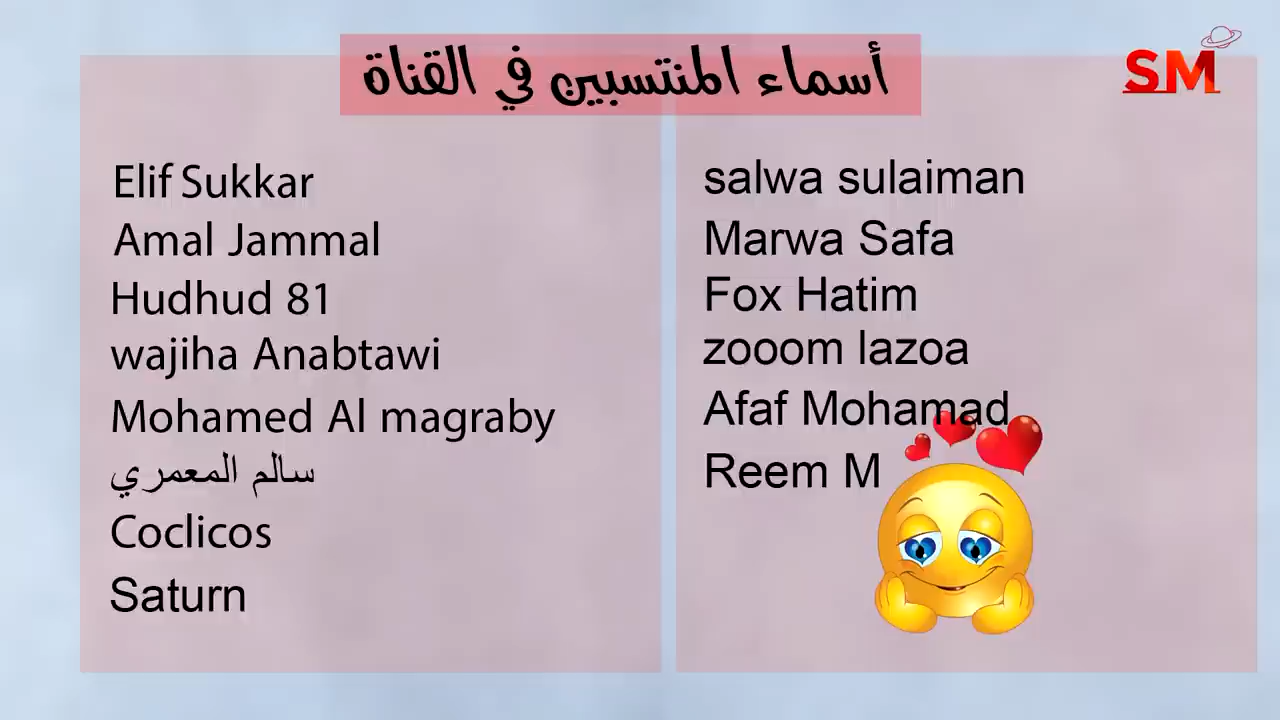 أسماء المنتسبين في القناة
SM
Elif Sukkar
Amal Jammal
Hudhud 81
wajiha Anabtawi
Mohamed Al magraby
سالم المعمري
Coclicos
Saturn
salwa sulaiman
Marwa Safa
Fox Hatim
zooom lazoa
Afaf Mohamad
Reem M